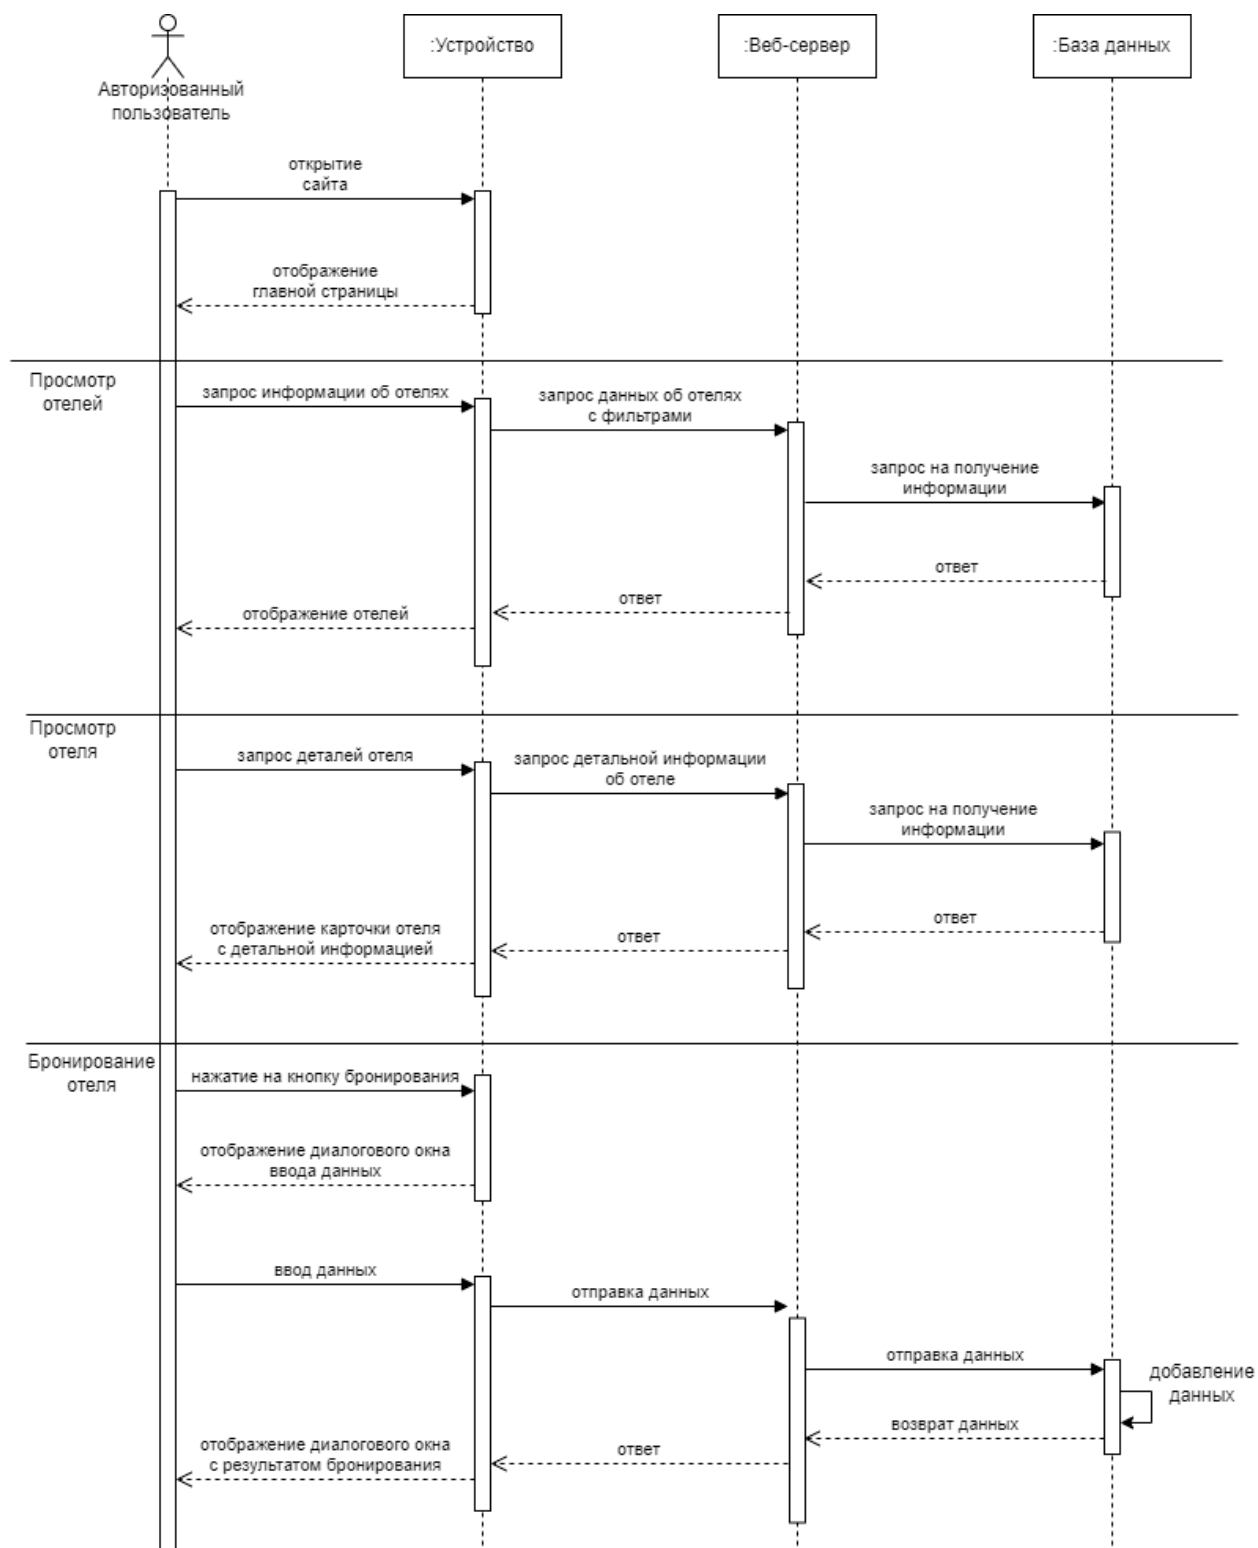 :Устройство
:Веб-сервер
:База данных
Авторизованный
пользователь
открытие
сайта
отображение
главной страницы
Просмотр
отелей
запрос информации об отелях
запрос данных об отелях
с фильтрами
запрос на получение
информации
ответ
ответ
отображение отелей
Просмотр
отеля
запрос деталей отеля
запрос детальной информации
об отеле
запрос на получение
информации
ответ
ответ
отображение карточки отеля
с детальной информацией
Бронирование
отеля
нажатие на кнопку бронирования
отображение диалогового окна
ввода данных
ввод данных
отправка данных
отправка данных
добавление
данных
возврат данных
ответ
отображение диалогового окна
с результатом бронирования